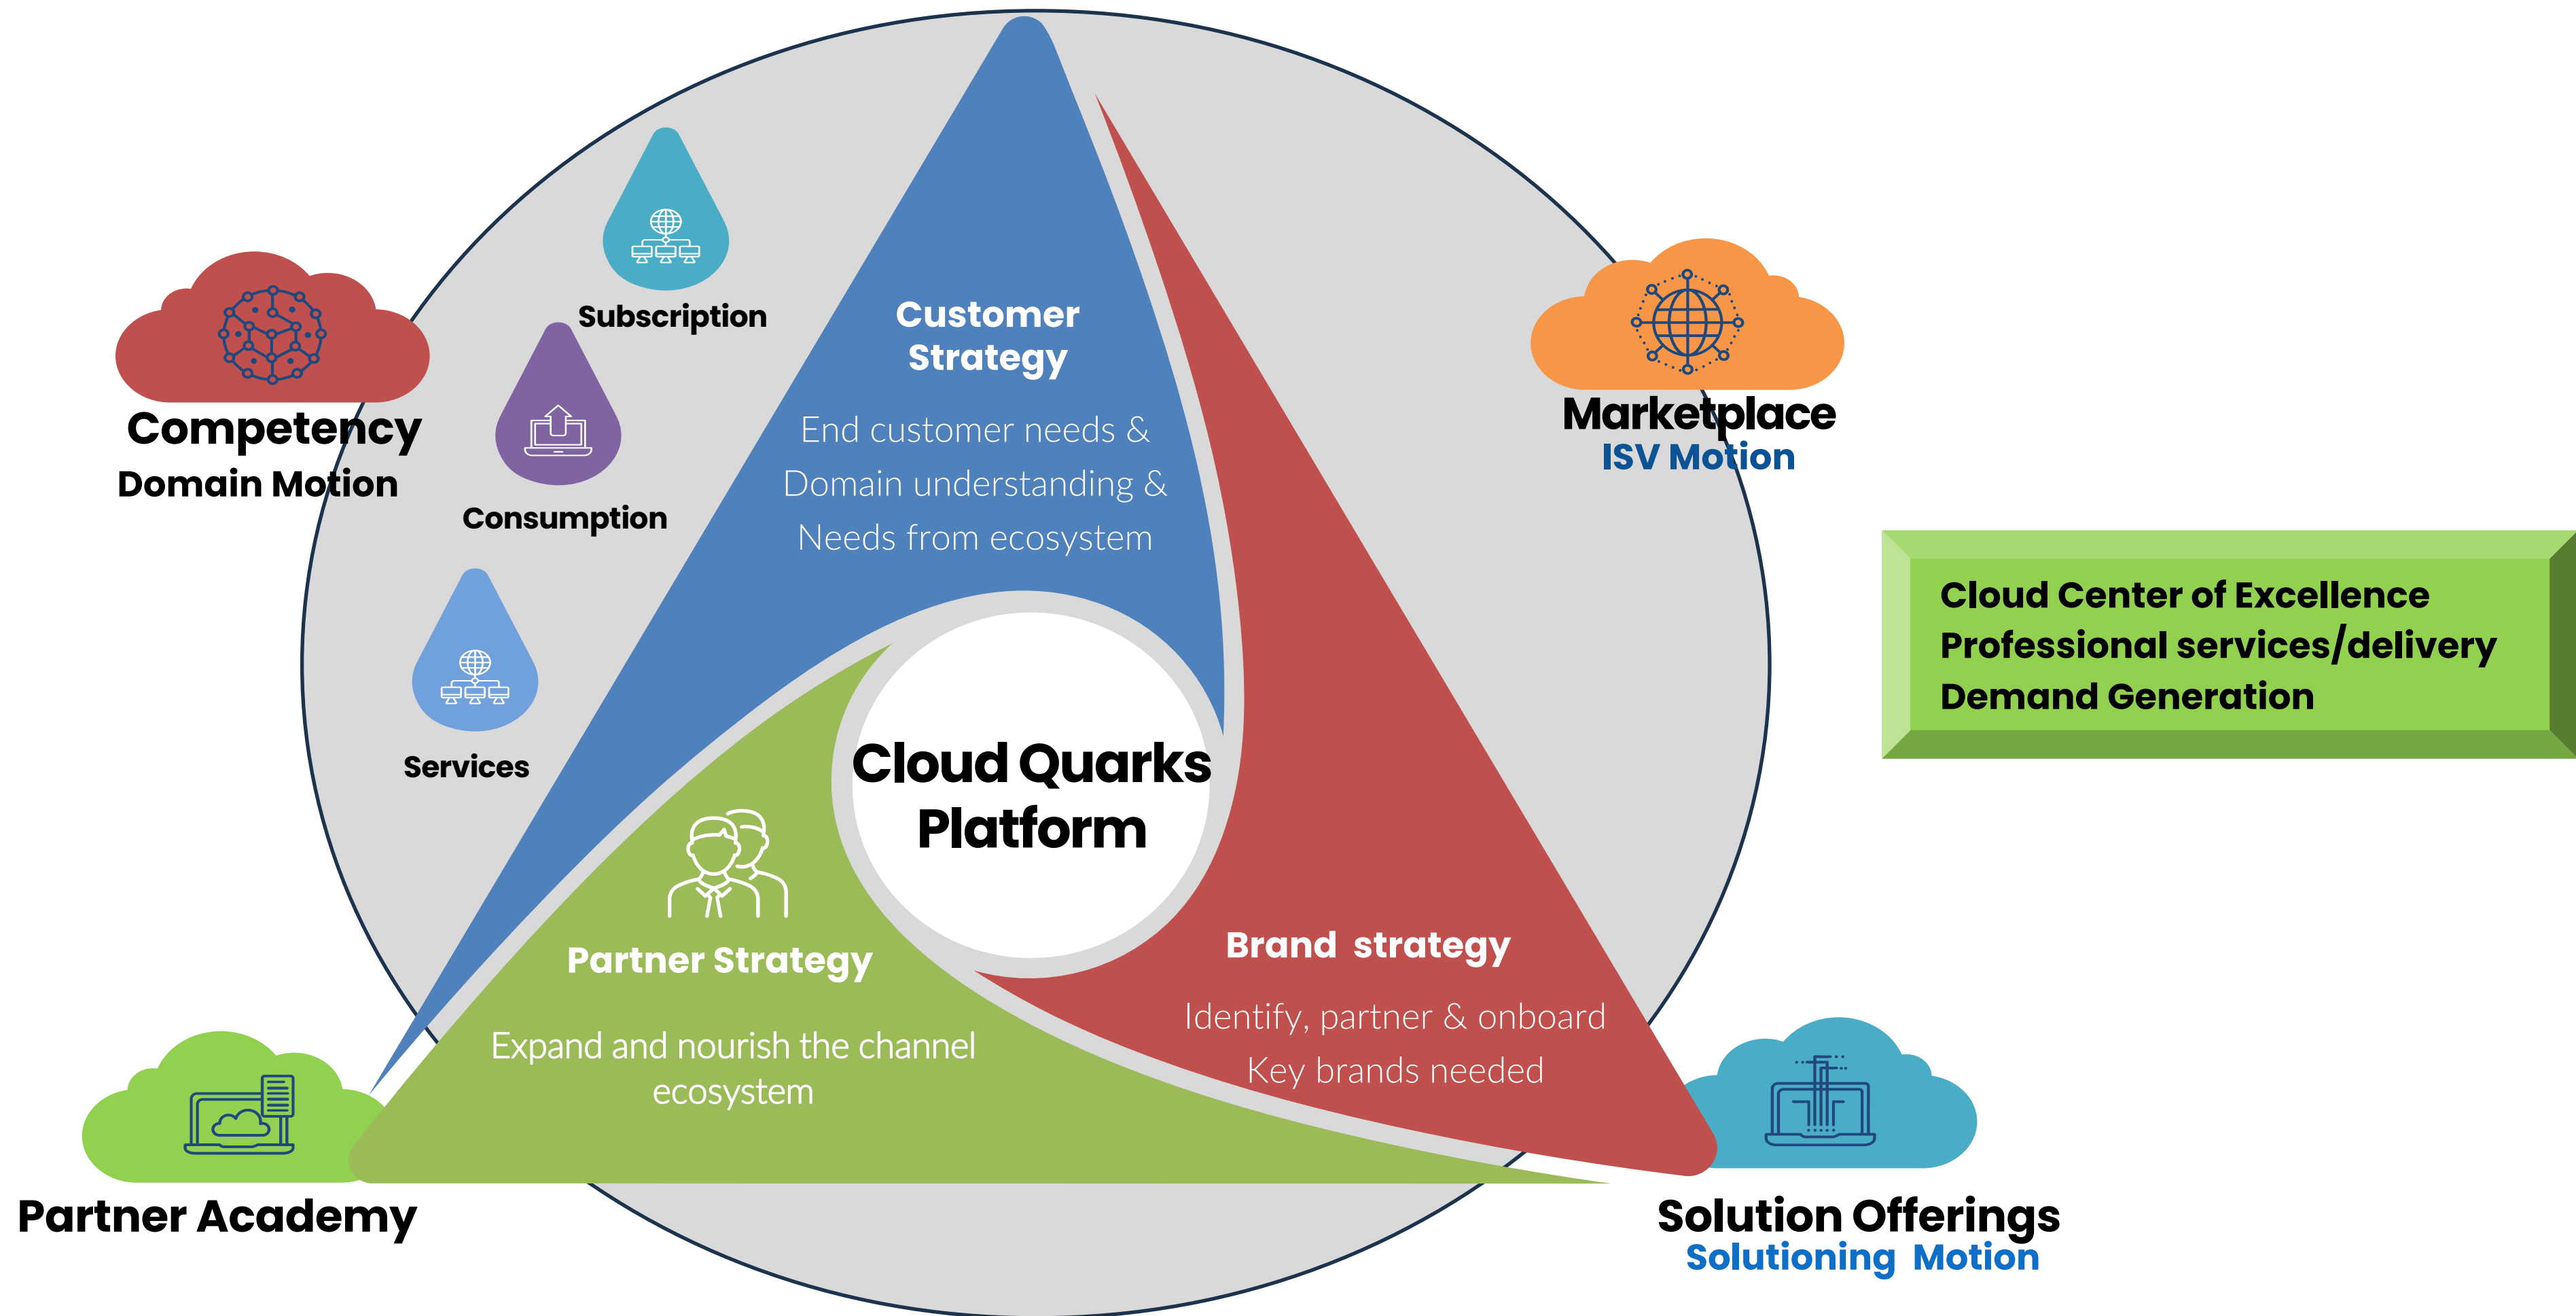 Subscription
Competency
Domain Motion
Consumption
Services
Customer
Strategy
End customer needs &
Domain understanding &
Needs from ecosystem
Marketplace
ISV Motion
Cloud Center of Excellence
Professional services/delivery
Demand Generation
Cloud Quarks
Platform
Partner Strategy
Expand and nourish the channel
ecosystem
Brand strategy
Identify, partner & onboard
Key brands needed
Partner Academy
Solution Offerings
Solutioning Motion